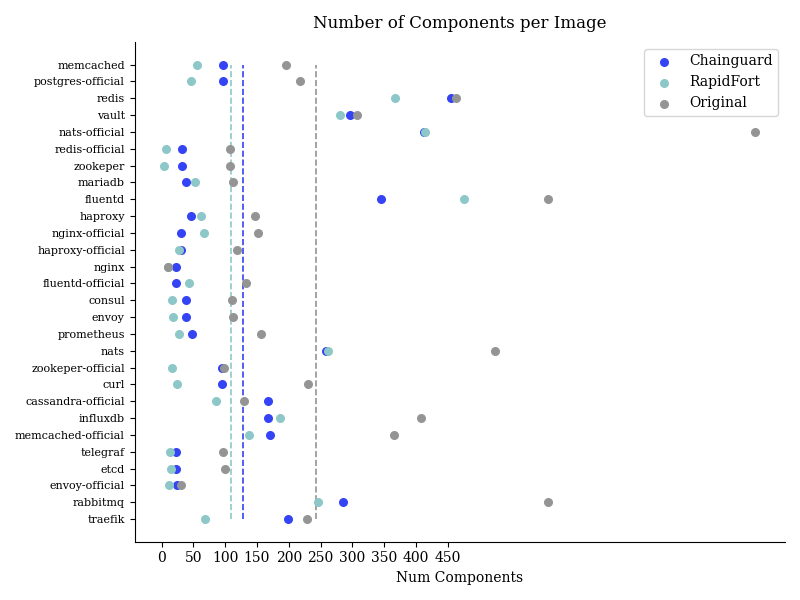 Number of Components per Image
Chainguard
RapidFort
Original
memcached
postgres-official
redis
vault
nats-official
redis-official
zookeper
mariadb
fluentd
haproxy
nginx-official
haproxy-official
nginx
fluentd-official
consul
envoy
prometheus
nats
zookeper-official
curl
cassandra-official
influxdb
memcached-official
telegraf
etcd
envoy-official
rabbitmq
traefik
0 50 100 150 200 250 300 350 400 450
Num Components